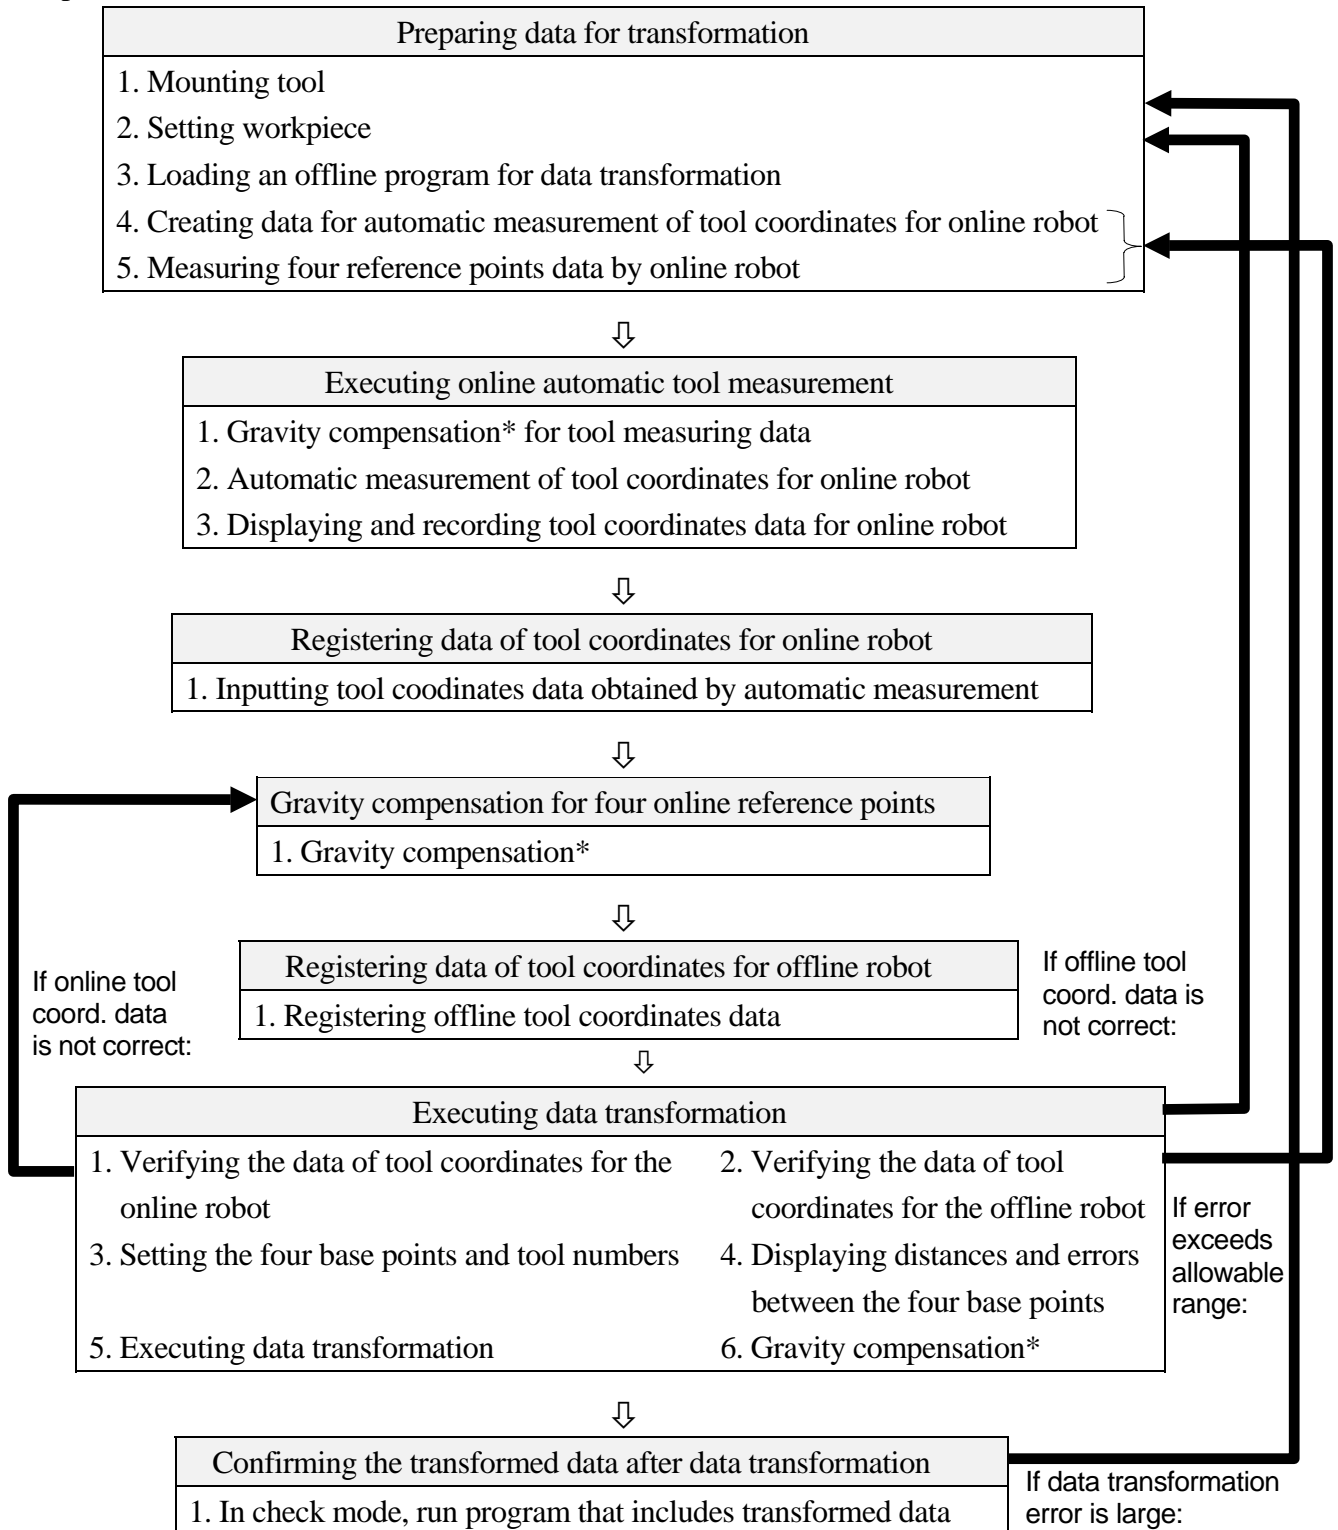 Preparing data for transformation
1. Mounting tool
2. Setting workpiece
3. Loading an offline program for data transformation
4. Creating data for automatic measurement of tool coordinates for online robot
5. Measuring four reference points data by online robot
⇩
Executing online automatic tool measurement
1. Gravity compensation* for tool measuring data
2. Automatic measurement of tool coordinates for online robot
3. Displaying and recording tool coordinates data for online robot
⇩
Registering data of tool coordinates for online robot
1. Inputting tool coodinates data obtained by automatic measurement
⇩
Gravity compensation for four online reference points
1. Gravity compensation*
⇩
Registering data of tool coordinates for offline robot
1. Registering offline tool coordinates data
If online tool
coord. data
is not correct:
If offline tool
coord. data is
not correct:
⇩
Executing data transformation
1. Verifying the data of tool coordinates for the
online robot
2. Verifying the data of tool
coordinates for the offline robot
3. Setting the four base points and tool numbers
4. Displaying distances and errors
between the four base points
5. Executing data transformation
6. Gravity compensation*
If error
exceeds
allowable
range:
⇩
Confirming the transformed data after data transformation
1. In check mode, run program that includes transformed data
If data transformation
error is large: